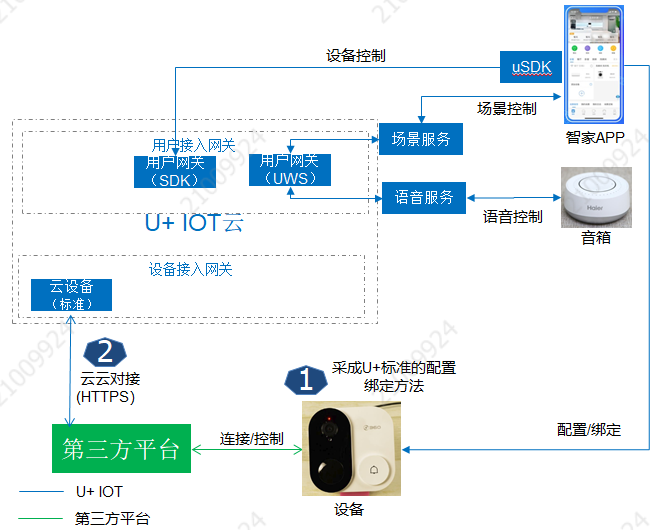 21009924
设备控制
uSDK
场景控制
智家APP
用户接入网关
用户网关
（SDK）
用户网关
（UWS）
场景服务
语音服务
语音控制
Haier
音箱
U+ IOT云
设备接入网关
云设备
（标准）
21009924
2
云云对接
(HTTPS)
1
采成U+标准的配置
绑定方法
第三方平台
连接/控制
设备
配置/绑定
U+ IOT
第三方平台
21009924